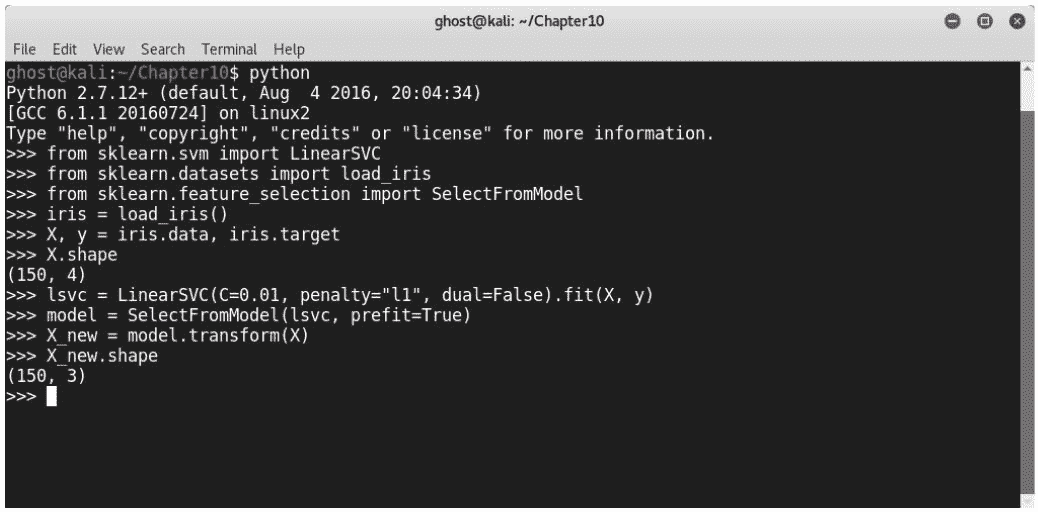 ghost@kali: ~/Chapter10
File Edit View Search Terminal Help
ghost@kali:~/Chapter10$ python
Python 2.7.12+ (default, Aug  4 2016, 20:04:34)
[GCC 6.1.1 20160724] on linux2
Type "help", "copyright", "credits" or "license" for more information.
>>> from sklearn.svm import LinearSVC
>>> from sklearn.datasets import load_iris
>>> from sklearn.feature_selection import SelectFromModel
>>> iris = load_iris()
>>> X, y = iris.data, iris.target
>>> X.shape
(150, 4)
>>> lsvc = LinearSVC(C=0.01, penalty="l1", dual=False).fit(X, y)
>>> model = SelectFromModel(lsvc, prefit=True)
>>> X_new = model.transform(X)
>>> X_new.shape
(150, 3)
>>>